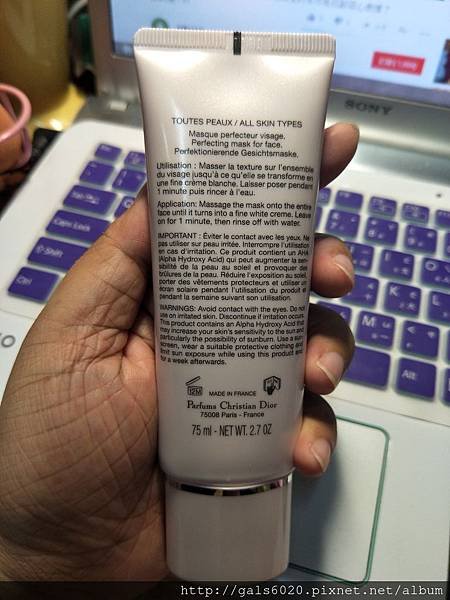 SONY
TOUTES PEAUX / ALL SKIN TYPES
Masque perfecteur visage.
Perfecting mask for face.
Perfektionierende Gesichtsmaske.
Utilisation : Masser la texture sur l'ensemble
du visage jusqu'à ce qu'elle se transforme en
une fine crème blanche. Laisser poser pendant
1 minute puis rincer à l'eau.
Application: Massage the mask onto the entire
face until it turns into a fine white creme. Leave
on for 1 minute, then rinse off with water.
IMPORTANT : Éviter le contact avec les yeux. Ne
pas utiliser sur peau irritée. Interrompre l'utilisation
en cas d'irritation. Ce produit contient un AHA
(Alpha Hydroxy Acid) qui peut augmenter la sen-
sibilité de la peau au soleil et provoquer des
brûlures de la peau. Réduire l'exposition au soleil,
porter des vêtements protecteurs et utiliser un
écran solaire pendant l'utilisation du produit et
pendant la semaine suivant son utilisation.
WARNINGS: Avoid contact with the eyes. Do not
use on irritated skin. Discontinue if irritation occurs.
This product contains an Alpha Hydroxy Acid that
may increase your skin's sensitivity to the sun and
particularly the possibility of sunburn. Use a sun-
screen, wear a suitable protective clothing and
limit sun exposure while using this product and
for a week afterwards.
12M
MADE IN FRANCE
Parfums Christian Dior
75008 Paris - France
75 ml - NET WT. 2.7 OZ
Caps Lock
⇧-Shift
Ctrl
Alt
http://gals6020.pixnet.net/album